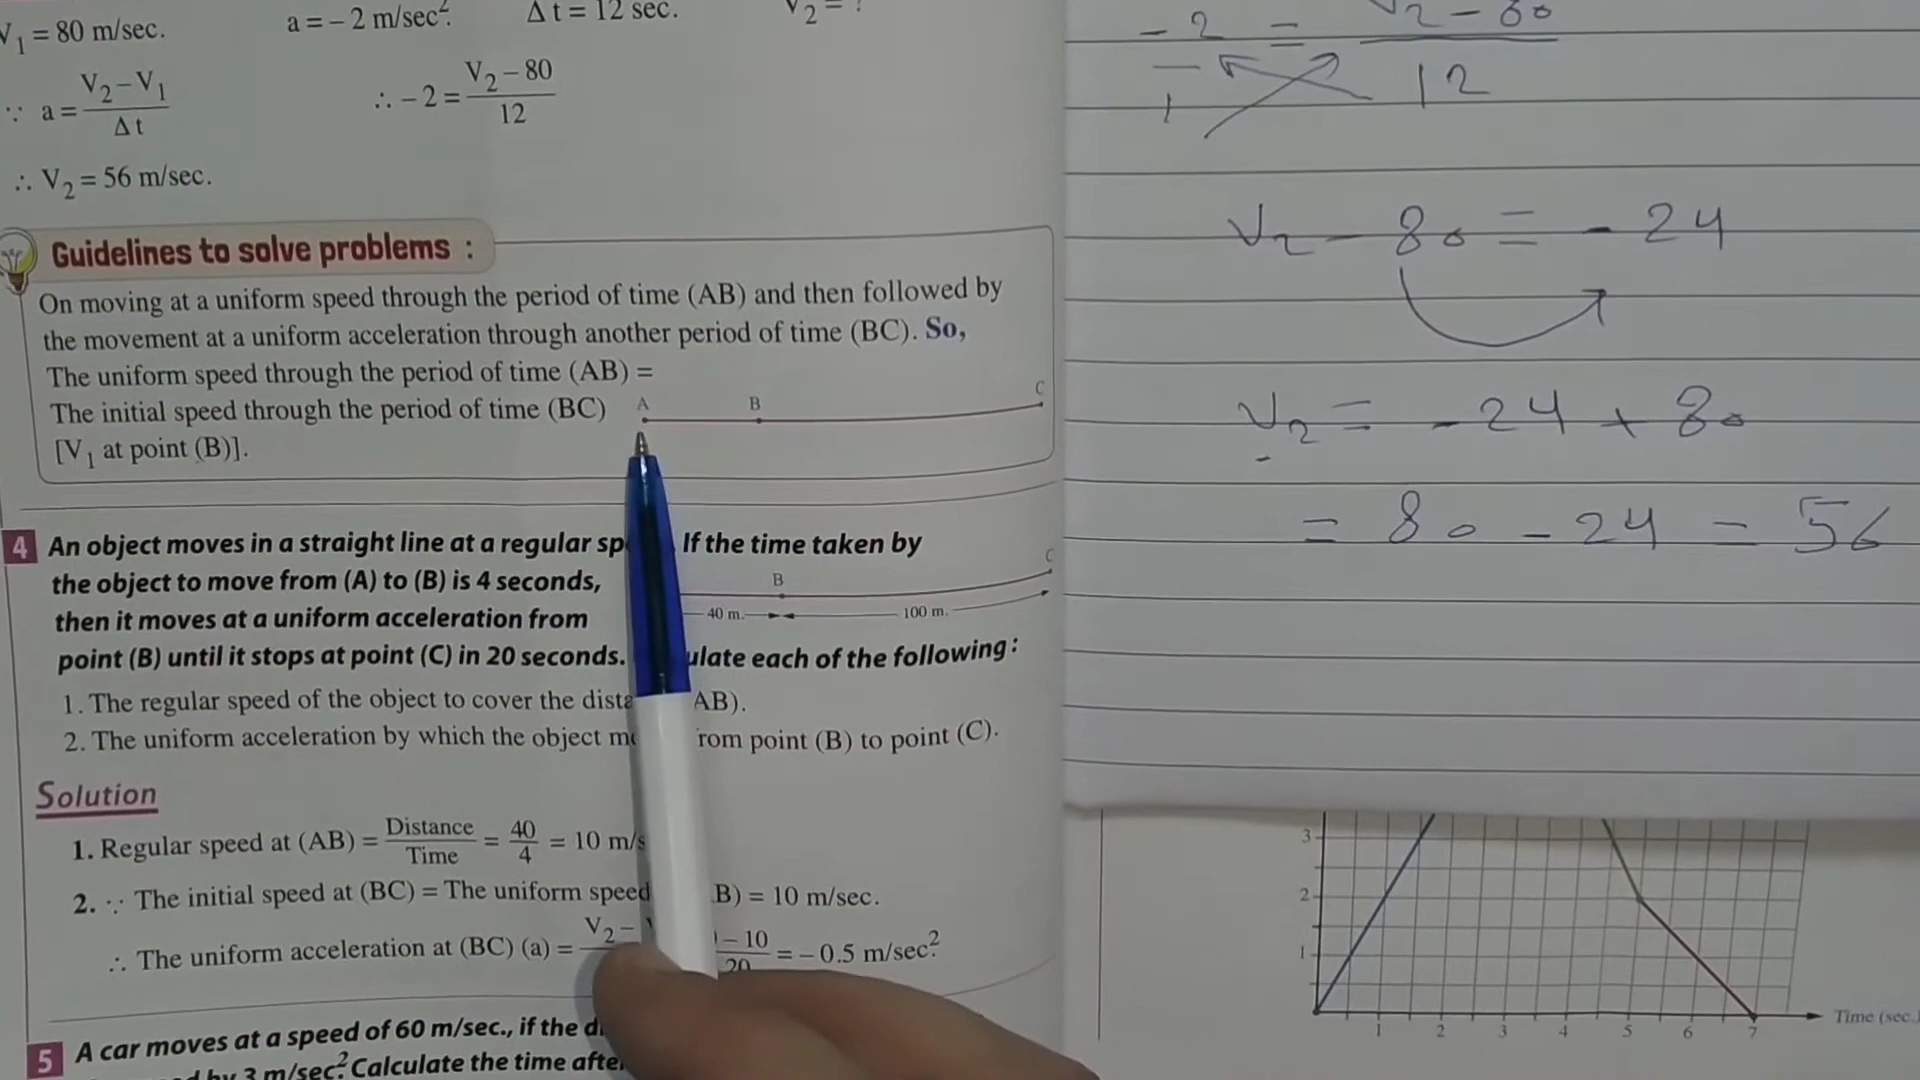 V₁ = 80 m/sec. a = – 2 m/sec². Δ t = 12 sec. V₂ = ?
∵ a = (V₂ – V₁) / Δ t ∴ – 2 = (V₂ – 80) / 12
∴ V₂ = 56 m/sec.
Guidelines to solve problems :
On moving at a uniform speed through the period of time (AB) and then followed by
the movement at a uniform acceleration through another period of time (BC). So,
The uniform speed through the period of time (AB) =
The initial speed through the period of time (BC)
[V₁ at point (B)].
A B C
4 An object moves in a straight line at a regular If the time taken by
the object to move from (A) to (B) is 4 seconds,
then it moves at a uniform acceleration from
point (B) until it stops at point (C) in 20 seconds. each of the following :
B C
40 m. 100 m.
1. The regular speed of the object to cover the (AB).
2. The uniform acceleration by which the object from point (B) to point (C).
Solution
1. Regular speed at (AB) = Distance / Time = 40 / 4 = 10 m/s
2. ∵ The initial speed at (BC) = The uniform speed B) = 10 m/sec.
∴ The uniform acceleration at (BC) (a) = V₂ – – 10 / 20 = – 0.5 m/sec².
5 A car moves at a speed of 60 m/sec., if the
by 3 m/sec². Calculate the time
– 2 = (V₂ – 80) / 12
1
V₂ – 80 = – 24
V₂ = – 24 + 80
= 80 – 24 = 56
3
2
1
1 2 3 4 5 6 7 Time (sec.)